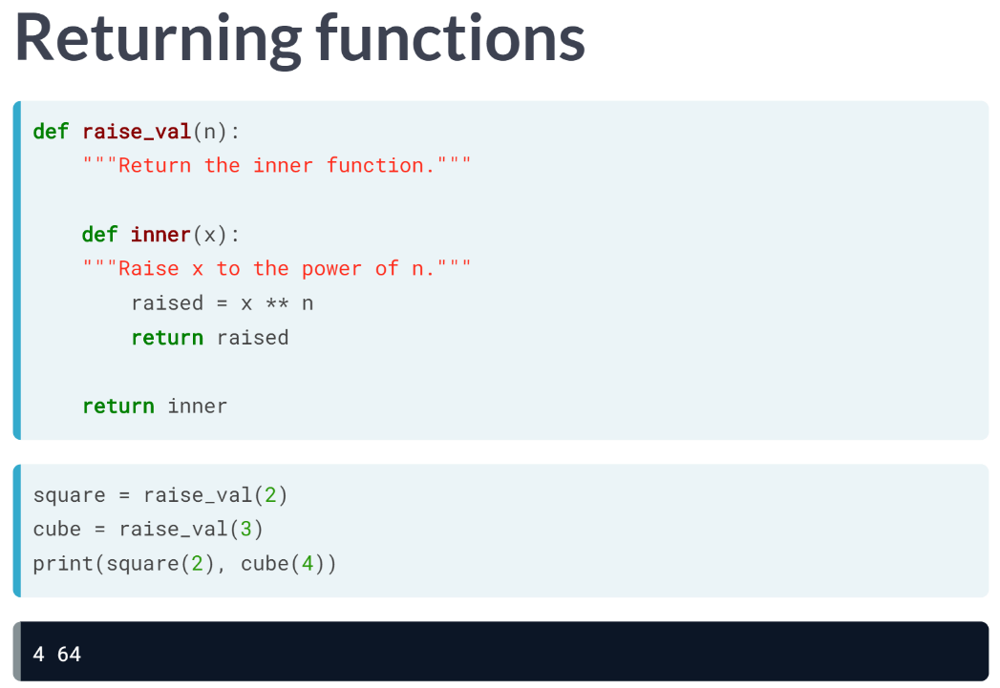 Returning functions
def raise_val(n):
    """Return the inner function."""
    def inner(x):
    """Raise x to the power of n."""
        raised = x ** n
        return raised
    return inner
square = raise_val(2)
cube = raise_val(3)
print(square(2), cube(4))
4 64